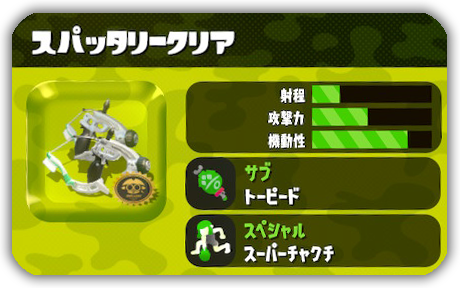 スパッタリークリア
射程
攻撃力
機動性
サブ
トーピード
スペシャル
スーパーチャクチ